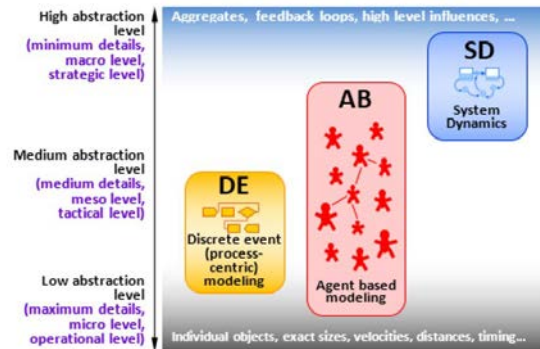 High abstraction
level
(minimum details,
macro level,
strategic level)
Medium abstraction
level
(medium details,
meso level,
tactical level)
Low abstraction
level
(maximum details,
micro level,
operational level)
Aggregates, feedback loops, high level influences, ...
DE
Discrete event
(process-
centric)
modeling
AB
Agent based
modeling
SD
System
Dynamics
Individual objects, exact sizes, velocities, distances, timing...